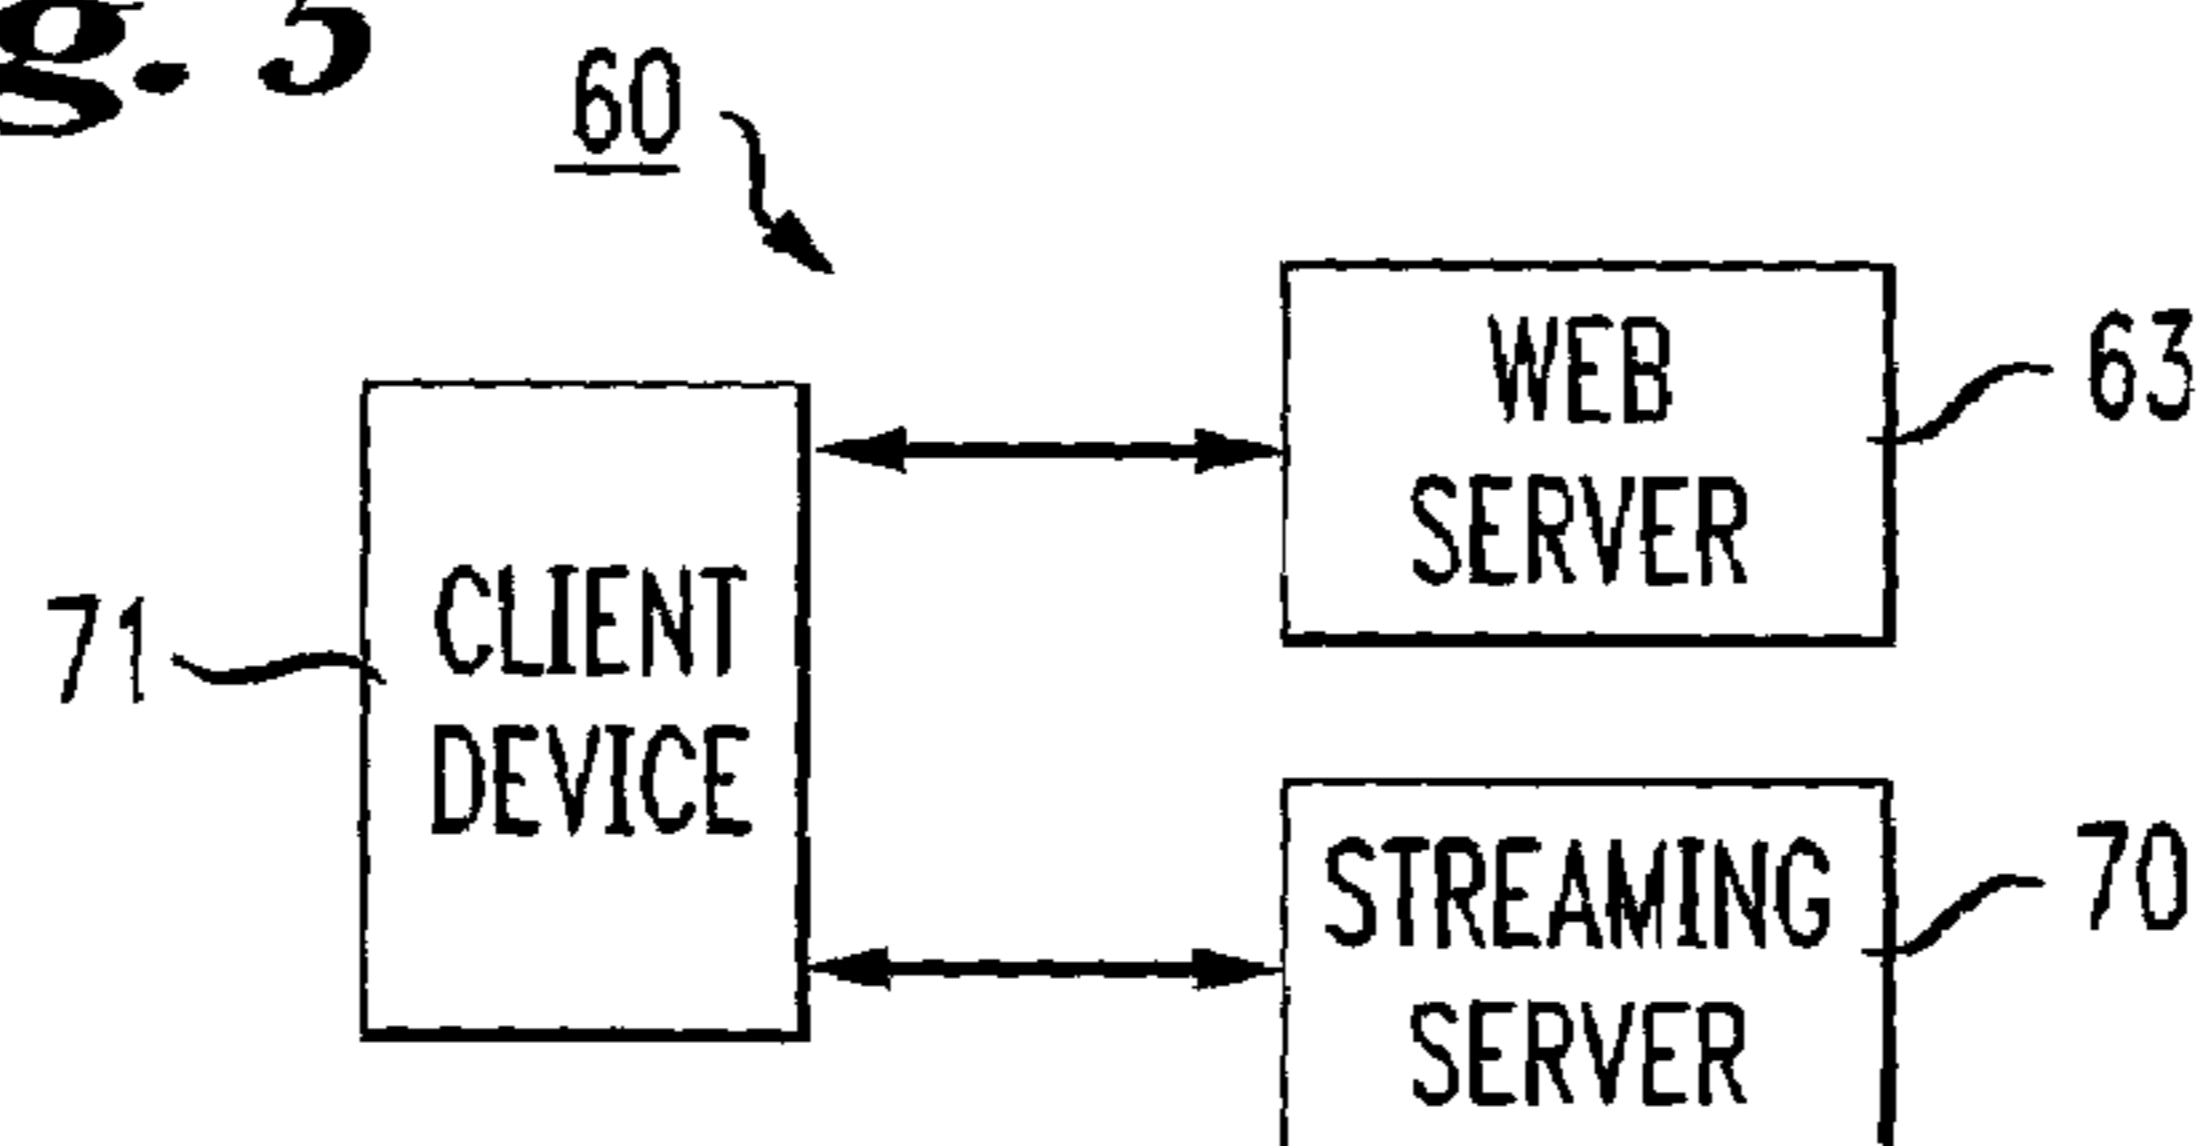 g. 5
60
WEB
SERVER
63
71
CLIENT
DEVICE
STREAMING
SERVER
70